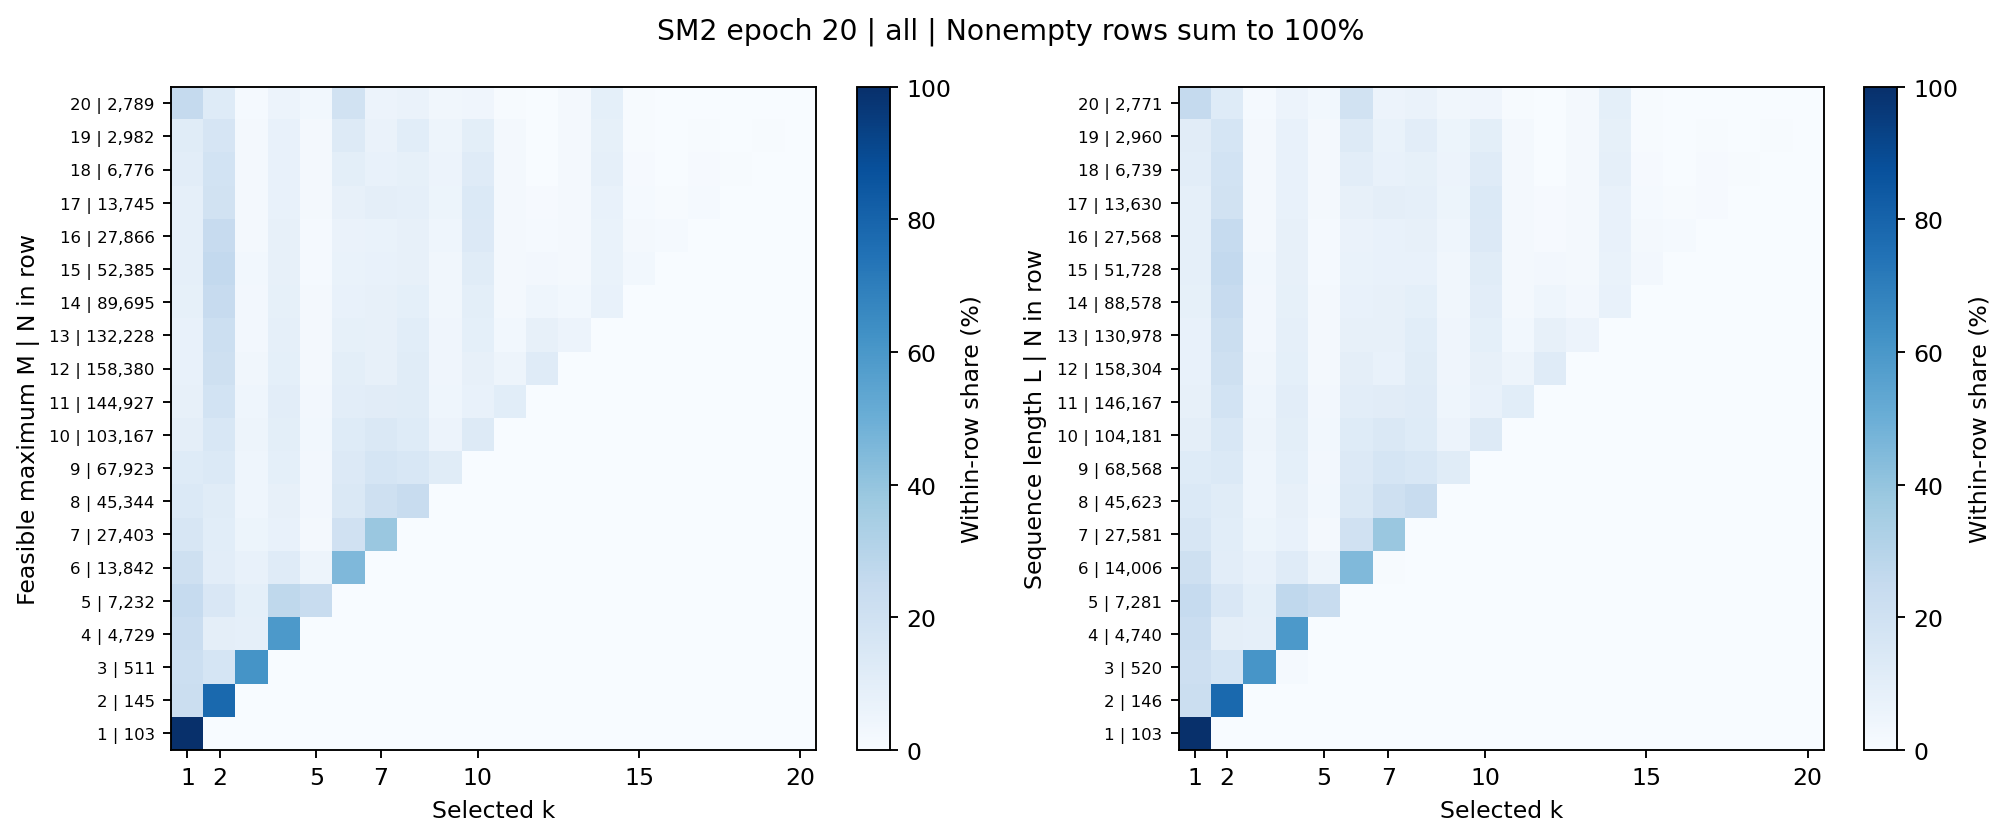 SM2 epoch 20 | all | Nonempty rows sum to 100%
Feasible maximum M | N in row
20 | 2,789
19 | 2,982
18 | 6,776
17 | 13,745
16 | 27,866
15 | 52,385
14 | 89,695
13 | 132,228
12 | 158,380
11 | 144,927
10 | 103,167
9 | 67,923
8 | 45,344
7 | 27,403
6 | 13,842
5 | 7,232
4 | 4,729
3 | 511
2 | 145
1 | 103
1 2 5 7 10 15 20
Selected k
100
80
60
40
20
0
Within-row share (%)
Sequence length L | N in row
20 | 2,771
19 | 2,960
18 | 6,739
17 | 13,630
16 | 27,568
15 | 51,728
14 | 88,578
13 | 130,978
12 | 158,304
11 | 146,167
10 | 104,181
9 | 68,568
8 | 45,623
7 | 27,581
6 | 14,006
5 | 7,281
4 | 4,740
3 | 520
2 | 146
1 | 103
1 2 5 7 10 15 20
Selected k
100
80
60
40
20
0
Within-row share (%)